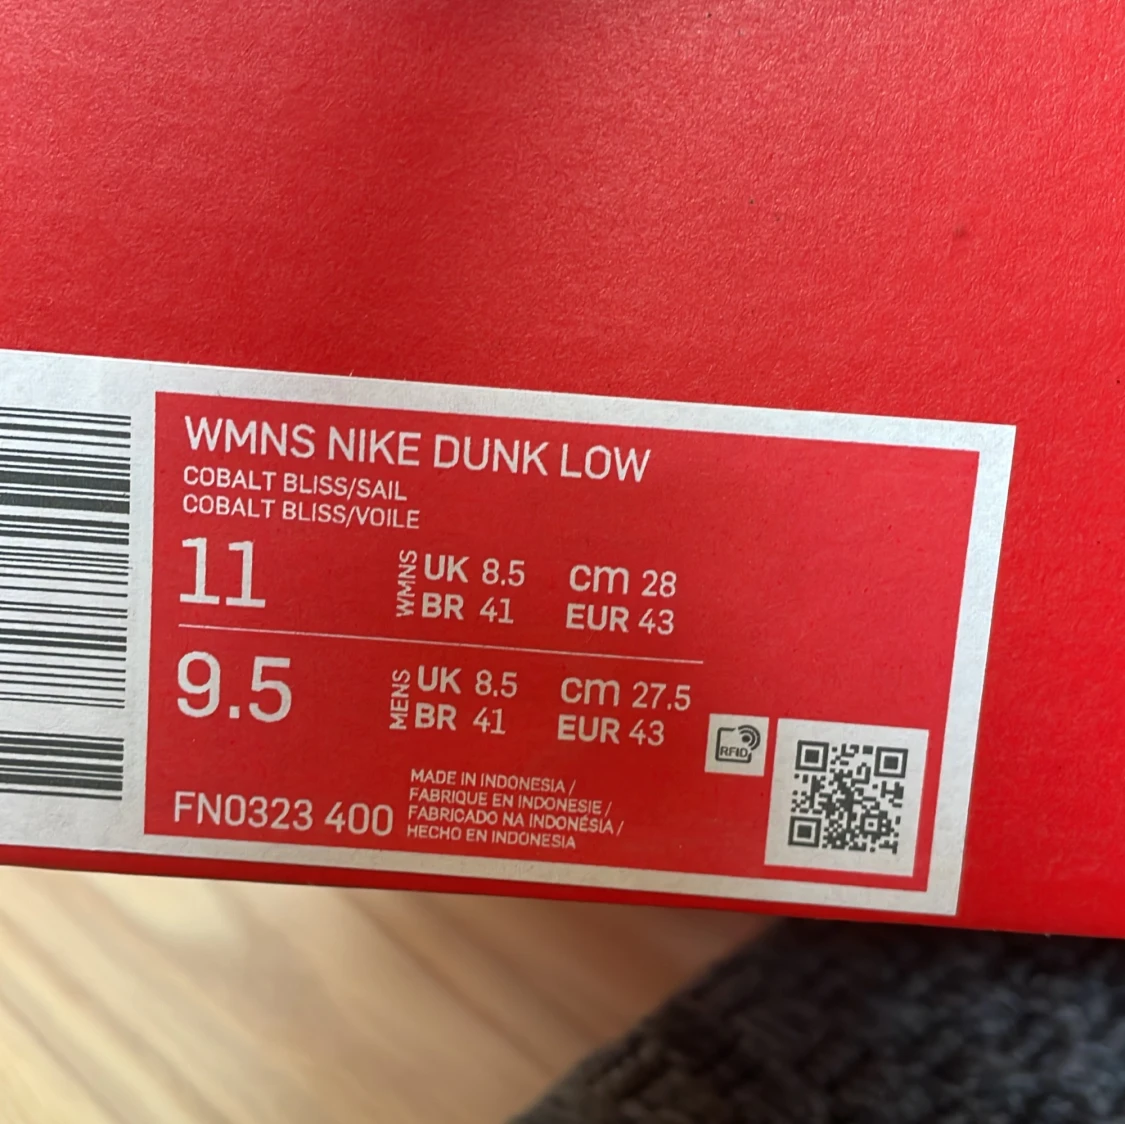 WMNS NIKE DUNK LOW
COBALT BLISS/SAIL
COBALT BLISS/VOILE
11
WMNS
UK 8.5 cm 28
BR 41 EUR 43
9.5
MENS
UK 8.5 cm 27.5
BR 41 EUR 43
RFID
FN0323 400
MADE IN INDONESIA /
FABRIQUE EN INDONESIE /
FABRICADO NA INDONÉSIA /
HECHO EN INDONESIA